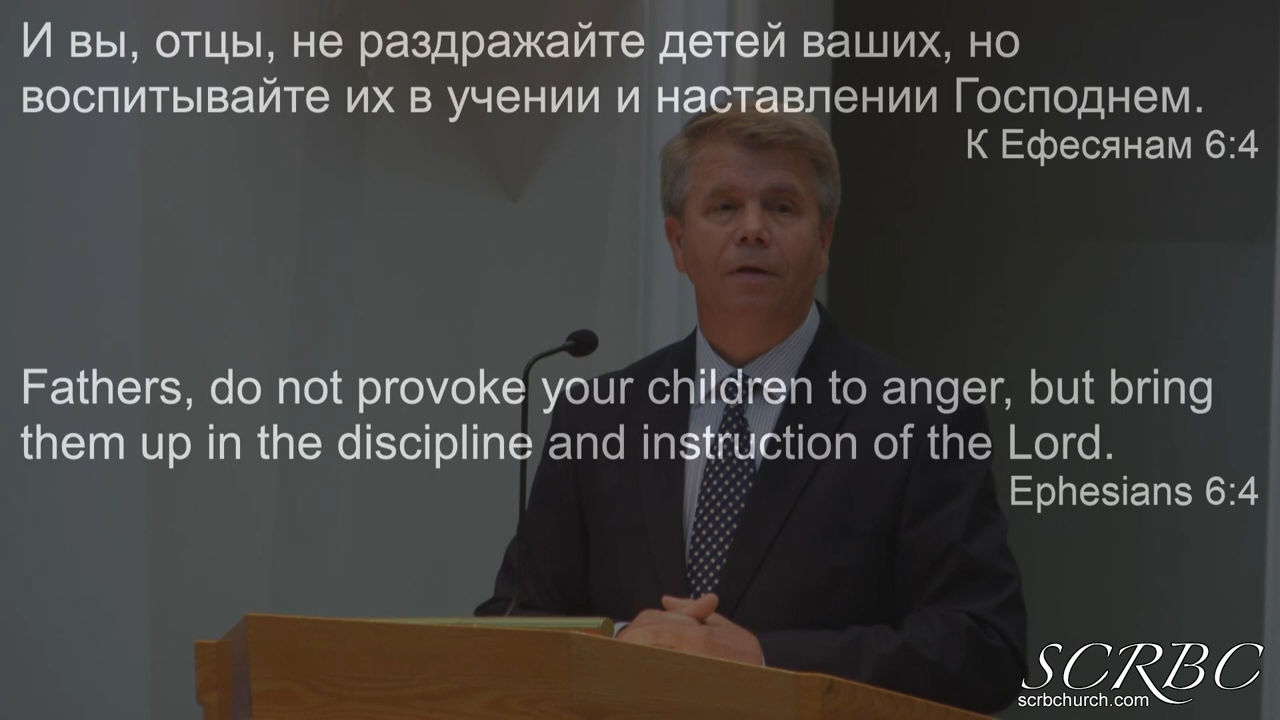 И вы, отцы, не раздражайте детей ваших, но
воспитывайте их в учении и наставлении Господнем.
К Ефесянам 6:4
Fathers, do not provoke your children to anger, but bring
them up in the discipline and instruction of the Lord.
Ephesians 6:4
SCRBC
scrbchurch.com